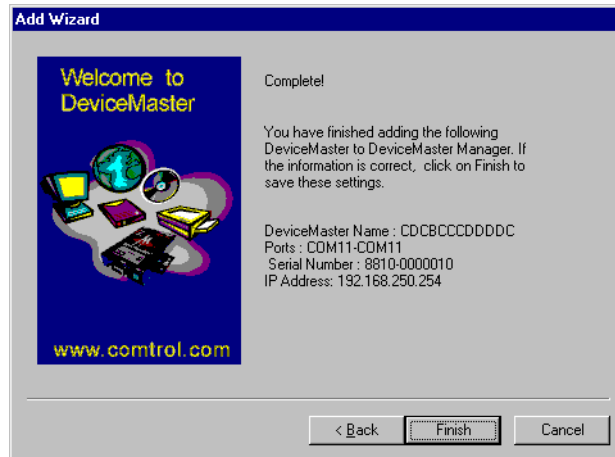 Add Wizard
Welcome to
DeviceMaster
www.comtrol.com
Complete!
You have finished adding the following
DeviceMaster to DeviceMaster Manager. If
the information is correct, click on Finish to
save these settings.
DeviceMaster Name : CDCBCCCDDDDC
Ports : COM11-COM11
Serial Number : 8810-0000010
IP Address: 192.168.250.254
< Back
Finish
Cancel